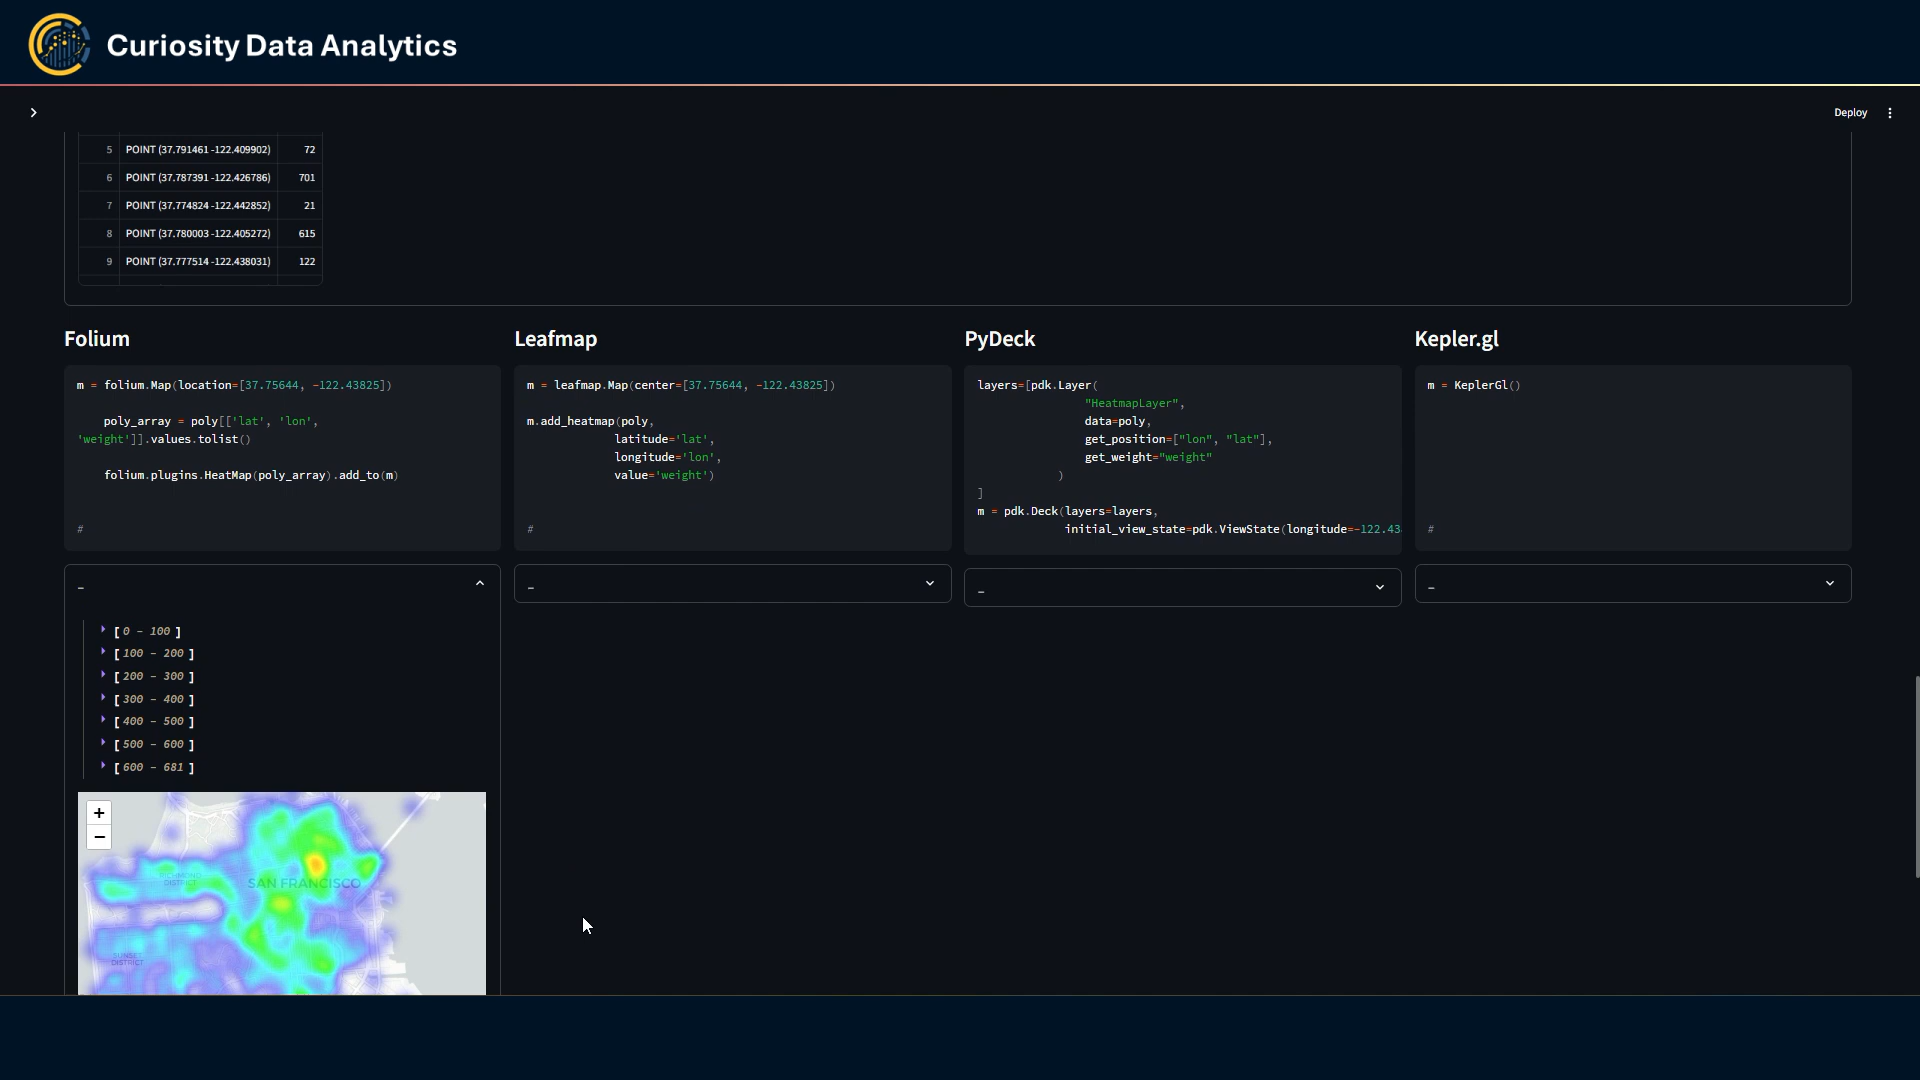 Curiosity Data Analytics
Deploy
5 POINT (37.791461 -122.409902) 72
6 POINT (37.787391 -122.426786) 701
7 POINT (37.774824 -122.442852) 21
8 POINT (37.780003 -122.405272) 615
9 POINT (37.777514 -122.438031) 122
Folium
m = folium.Map(location=[37.75644, -122.43825])
poly_array = poly[['lat', 'lon',
'weight']].values.tolist()
folium.plugins.HeatMap(poly_array).add_to(m)
#
_
[ 0 - 100 ]
[ 100 - 200 ]
[ 200 - 300 ]
[ 300 - 400 ]
[ 400 - 500 ]
[ 500 - 600 ]
[ 600 - 681 ]
+
−
RICHMOND
DISTRICT
SAN FRANCISCO
SUNSET
DISTRICT
Leafmap
m = leafmap.Map(center=[37.75644, -122.43825])
m.add_heatmap(poly,
latitude='lat',
longitude='lon',
value='weight')
#
_
PyDeck
layers=[pdk.Layer(
"HeatmapLayer",
data=poly,
get_position=["lon", "lat"],
get_weight="weight"
)
]
m = pdk.Deck(layers=layers,
initial_view_state=pdk.ViewState(longitude=-122.43
_
Kepler.gl
m = KeplerGl()
#
_